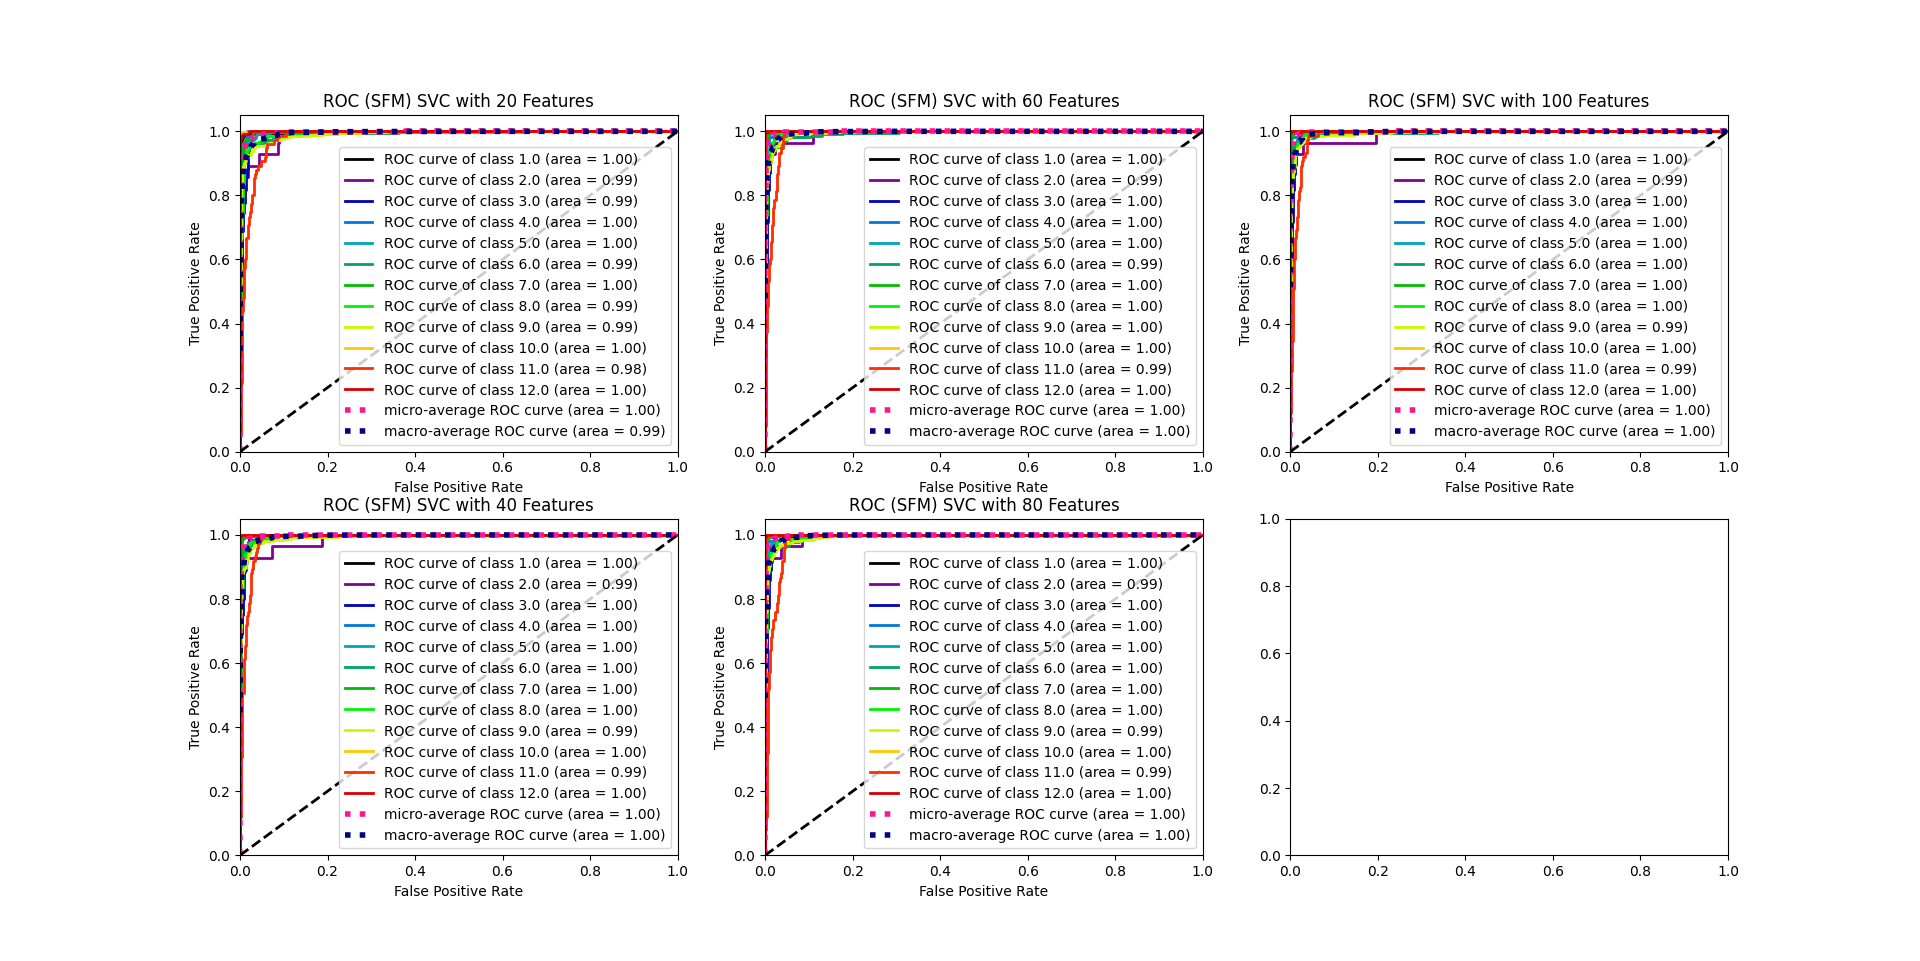 ROC (SFM) SVC with 20 Features
1.0
0.8
0.6
0.4
0.2
0.0
True Positive Rate
ROC curve of class 1.0 (area = 1.00)
ROC curve of class 2.0 (area = 0.99)
ROC curve of class 3.0 (area = 0.99)
ROC curve of class 4.0 (area = 1.00)
ROC curve of class 5.0 (area = 1.00)
ROC curve of class 6.0 (area = 0.99)
ROC curve of class 7.0 (area = 1.00)
ROC curve of class 8.0 (area = 0.99)
ROC curve of class 9.0 (area = 0.99)
ROC curve of class 10.0 (area = 1.00)
ROC curve of class 11.0 (area = 0.98)
ROC curve of class 12.0 (area = 1.00)
micro-average ROC curve (area = 1.00)
macro-average ROC curve (area = 0.99)
0.0 0.2 0.4 0.6 0.8 1.0
False Positive Rate
ROC (SFM) SVC with 60 Features
1.0
0.8
0.6
0.4
0.2
0.0
True Positive Rate
ROC curve of class 1.0 (area = 1.00)
ROC curve of class 2.0 (area = 0.99)
ROC curve of class 3.0 (area = 1.00)
ROC curve of class 4.0 (area = 1.00)
ROC curve of class 5.0 (area = 1.00)
ROC curve of class 6.0 (area = 0.99)
ROC curve of class 7.0 (area = 1.00)
ROC curve of class 8.0 (area = 1.00)
ROC curve of class 9.0 (area = 1.00)
ROC curve of class 10.0 (area = 1.00)
ROC curve of class 11.0 (area = 0.99)
ROC curve of class 12.0 (area = 1.00)
micro-average ROC curve (area = 1.00)
macro-average ROC curve (area = 1.00)
0.0 0.2 0.4 0.6 0.8 1.0
False Positive Rate
ROC (SFM) SVC with 100 Features
1.0
0.8
0.6
0.4
0.2
0.0
True Positive Rate
ROC curve of class 1.0 (area = 1.00)
ROC curve of class 2.0 (area = 0.99)
ROC curve of class 3.0 (area = 1.00)
ROC curve of class 4.0 (area = 1.00)
ROC curve of class 5.0 (area = 1.00)
ROC curve of class 6.0 (area = 1.00)
ROC curve of class 7.0 (area = 1.00)
ROC curve of class 8.0 (area = 1.00)
ROC curve of class 9.0 (area = 0.99)
ROC curve of class 10.0 (area = 1.00)
ROC curve of class 11.0 (area = 0.99)
ROC curve of class 12.0 (area = 1.00)
micro-average ROC curve (area = 1.00)
macro-average ROC curve (area = 1.00)
0.0 0.2 0.4 0.6 0.8 1.0
False Positive Rate
ROC (SFM) SVC with 40 Features
1.0
0.8
0.6
0.4
0.2
0.0
True Positive Rate
ROC curve of class 1.0 (area = 1.00)
ROC curve of class 2.0 (area = 0.99)
ROC curve of class 3.0 (area = 1.00)
ROC curve of class 4.0 (area = 1.00)
ROC curve of class 5.0 (area = 1.00)
ROC curve of class 6.0 (area = 1.00)
ROC curve of class 7.0 (area = 1.00)
ROC curve of class 8.0 (area = 1.00)
ROC curve of class 9.0 (area = 0.99)
ROC curve of class 10.0 (area = 1.00)
ROC curve of class 11.0 (area = 0.99)
ROC curve of class 12.0 (area = 1.00)
micro-average ROC curve (area = 1.00)
macro-average ROC curve (area = 1.00)
0.0 0.2 0.4 0.6 0.8 1.0
False Positive Rate
ROC (SFM) SVC with 80 Features
1.0
0.8
0.6
0.4
0.2
0.0
True Positive Rate
ROC curve of class 1.0 (area = 1.00)
ROC curve of class 2.0 (area = 0.99)
ROC curve of class 3.0 (area = 1.00)
ROC curve of class 4.0 (area = 1.00)
ROC curve of class 5.0 (area = 1.00)
ROC curve of class 6.0 (area = 1.00)
ROC curve of class 7.0 (area = 1.00)
ROC curve of class 8.0 (area = 1.00)
ROC curve of class 9.0 (area = 0.99)
ROC curve of class 10.0 (area = 1.00)
ROC curve of class 11.0 (area = 0.99)
ROC curve of class 12.0 (area = 1.00)
micro-average ROC curve (area = 1.00)
macro-average ROC curve (area = 1.00)
0.0 0.2 0.4 0.6 0.8 1.0
False Positive Rate
1.0
0.8
0.6
0.4
0.2
0.0
0.0 0.2 0.4 0.6 0.8 1.0